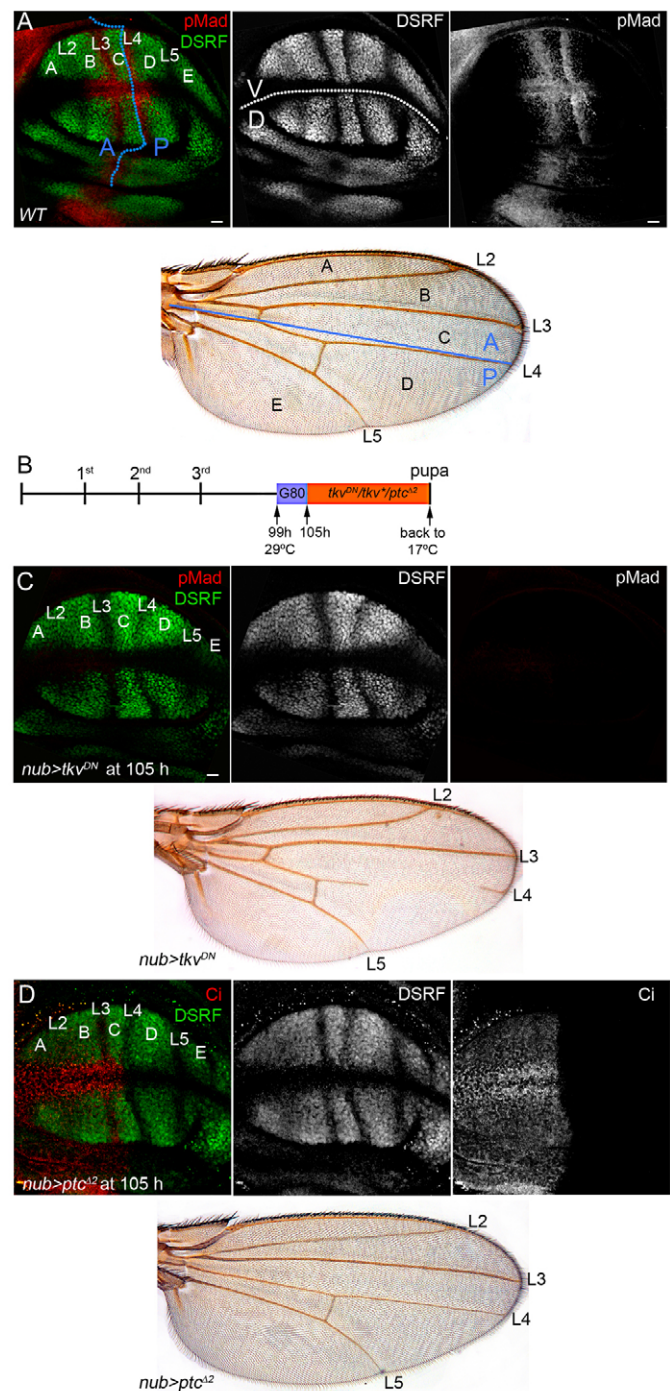 A pMad DSRF pMad
DSRF
L2 L3 L4 L5
A B C D E
V
D
A P
WT
A L2
B
L3
C A
P L4
D
E
L5
B
1st 2nd 3rd pupa
G80 tkvDN/tkv+/ptcΔ2
99h 105h back to
29ºC 17ºC
C pMad DSRF pMad
DSRF
L2 L3 L4
A B C D L5 E
nub>tkvDN at 105 h
L2
L3
L4
L5
nub>tkvDN
D Ci DSRF Ci
DSRF
L2 L3 L4
A B C D L5 E
nub>ptcΔ2 at 105 h
L2
L3
L4
L5
nub>ptcΔ2